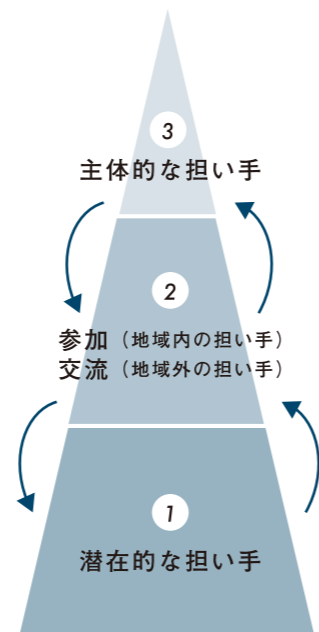 3
主体的な担い手
2
参加（地域内の担い手）
交流（地域外の担い手）
1
潜在的な担い手